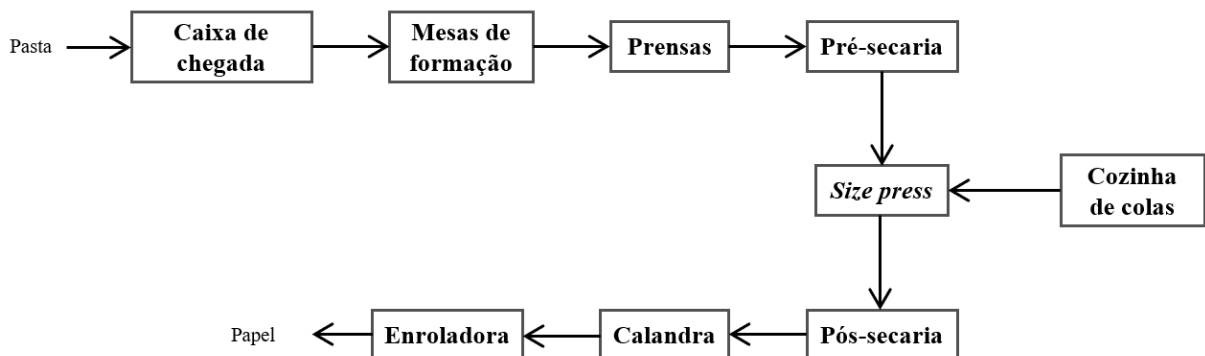 Pasta
Caixa de
chegada
Mesas de
formação
Prensas
Pré-secaria
Size press
Cozinha
de colas
Pós-secaria
Calandra
Enroladora
Papel